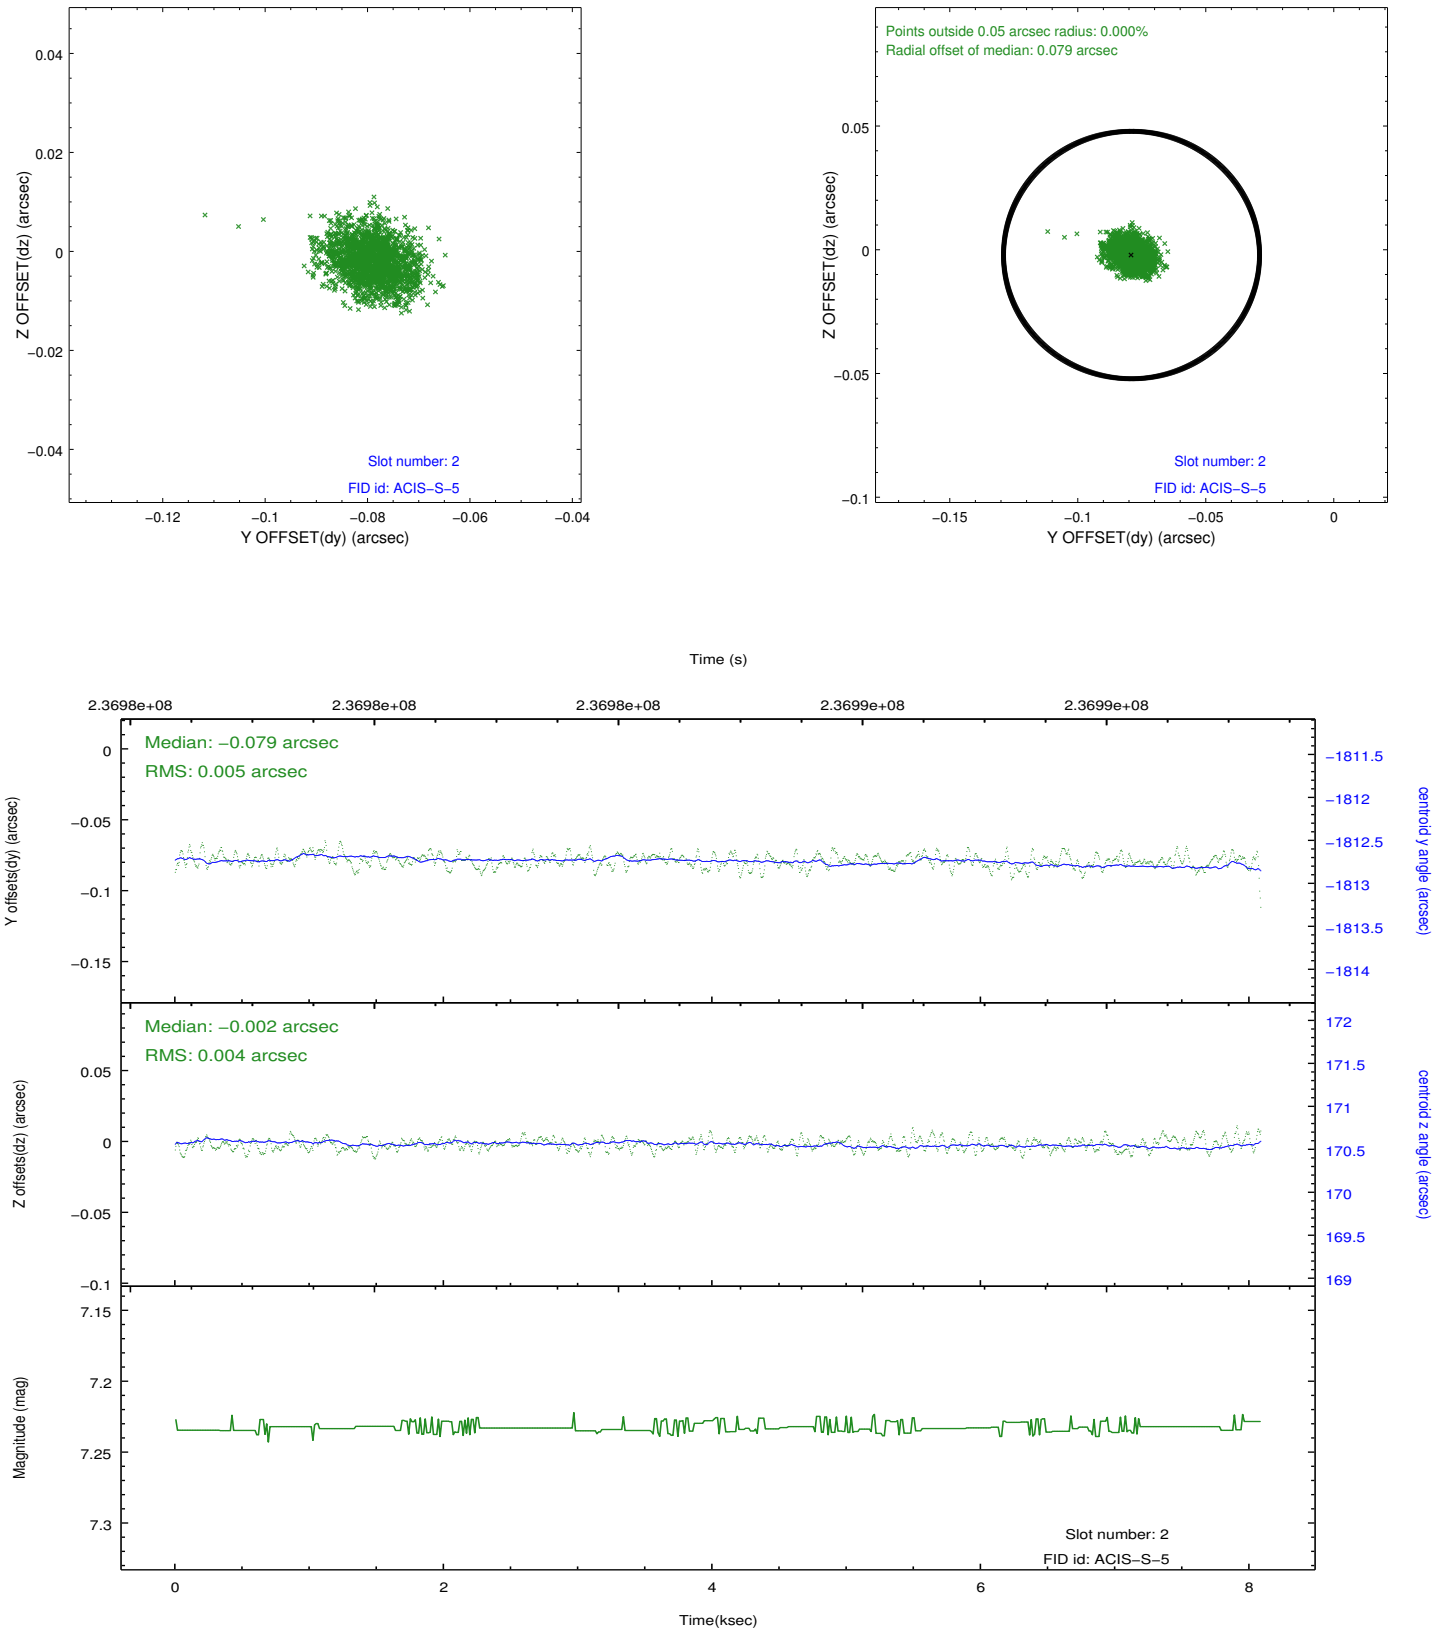 0.04
0.02
0
−0.02
−0.04
Z OFFSET(dz) (arcsec)
Slot number: 2
FID id: ACIS−S−5
−0.12
−0.1
−0.08
−0.06
−0.04
Y OFFSET(dy) (arcsec)
Points outside 0.05 arcsec radius: 0.000%
Radial offset of median: 0.079 arcsec
0.05
0
−0.05
−0.1
Z OFFSET(dz) (arcsec)
Slot number: 2
FID id: ACIS−S−5
−0.15
−0.1
−0.05
0
Y OFFSET(dy) (arcsec)
Time (s)
2.3698e+08
2.3698e+08
2.3698e+08
2.3699e+08
2.3699e+08
Median: −0.079 arcsec
RMS: 0.005 arcsec
0
−0.05
−0.1
−0.15
Y offsets(dy) (arcsec)
−1811.5
−1812
−1812.5
−1813
−1813.5
−1814
centroid y angle (arcsec)
Median: −0.002 arcsec
RMS: 0.004 arcsec
0.05
0
−0.05
−0.1
Z offsets(dz) (arcsec)
172
171.5
171
170.5
170
169.5
169
centroid z angle (arcsec)
7.15
7.2
7.25
7.3
Magnitude (mag)
Slot number: 2
FID id: ACIS−S−5
0
2
4
6
8
Time(ksec)